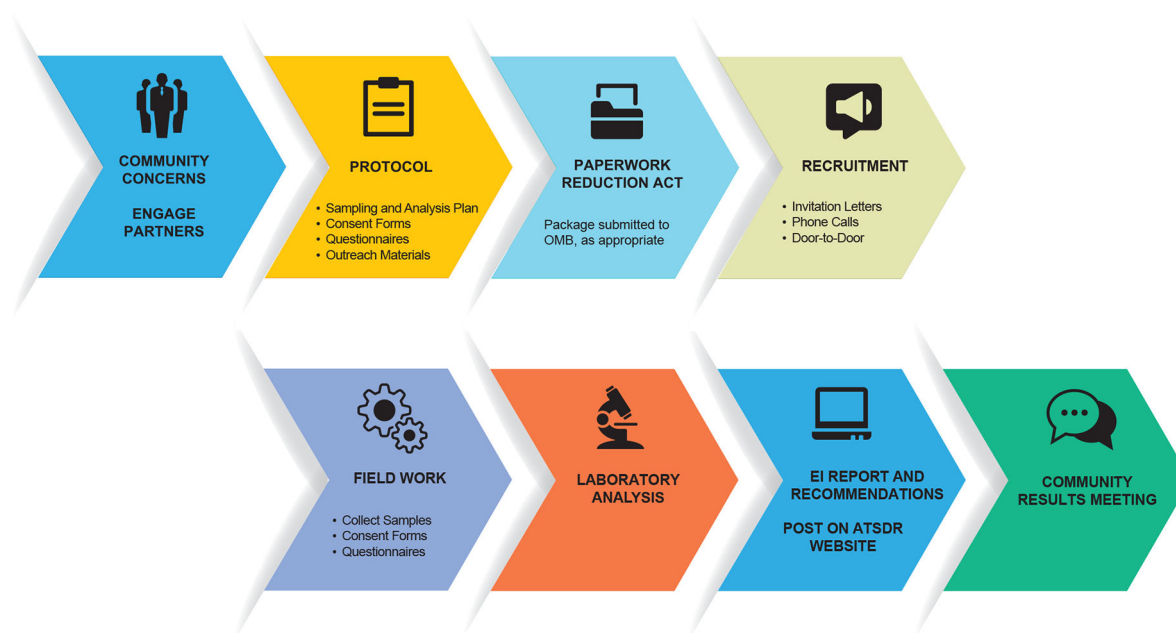 COMMUNITY
CONCERNS
ENGAGE
PARTNERS
PROTOCOL
• Sampling and Analysis Plan
• Consent Forms
• Questionnaires
• Outreach Materials
PAPERWORK
REDUCTION ACT
Package submitted to
OMB, as appropriate
RECRUITMENT
• Invitation Letters
• Phone Calls
• Door-to-Door
FIELD WORK
• Collect Samples
• Consent Forms
• Questionnaires
LABORATORY
ANALYSIS
EI REPORT AND
RECOMMENDATIONS
POST ON ATSDR
WEBSITE
COMMUNITY
RESULTS MEETING